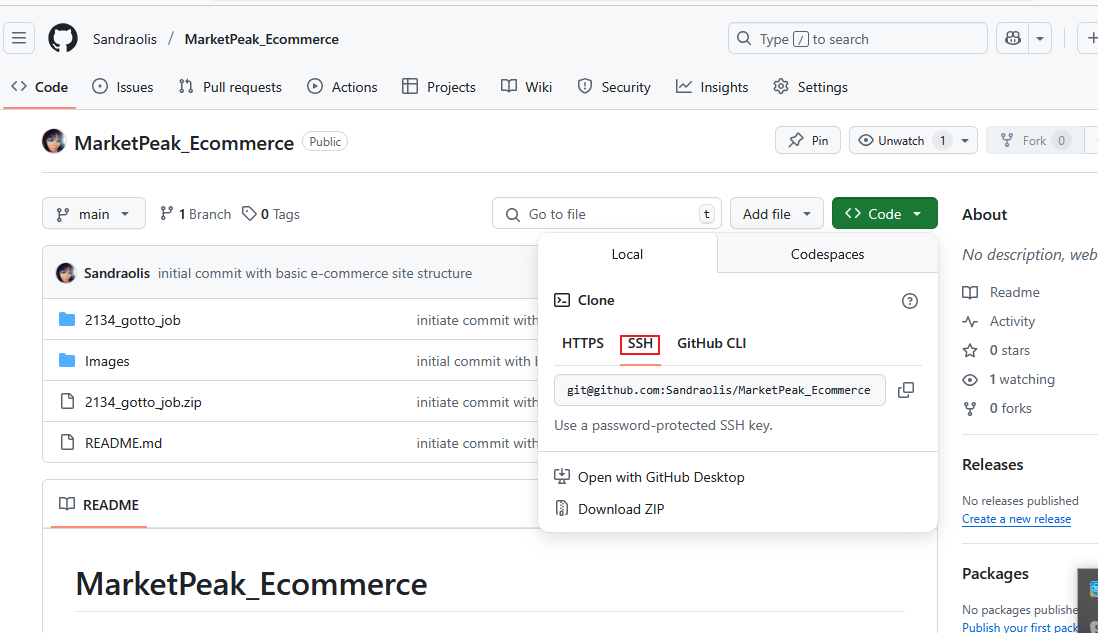 Sandraolis / MarketPeak_Ecommerce
Type / to search
Code Issues Pull requests Actions Projects Wiki Security Insights Settings
MarketPeak_Ecommerce Public
Pin Unwatch 1 Fork 0
main 1 Branch 0 Tags
Go to file t
Add file Code
Sandraolis initial commit with basic e-commerce site structure
2134_gotto_job initiate commit with
Images initial commit with
2134_gotto_job.zip initiate commit with
README.md initiate commit with
Local Codespaces
Clone
HTTPS SSH GitHub CLI
git@github.com:Sandraolis/MarketPeak_Ecommerce
Use a password-protected SSH key.
Open with GitHub Desktop
Download ZIP
README
MarketPeak_Ecommerce
About
No description, web
Readme
Activity
0 stars
1 watching
0 forks
Releases
No releases published
Create a new release
Packages
No packages publishe
Publish your first pack